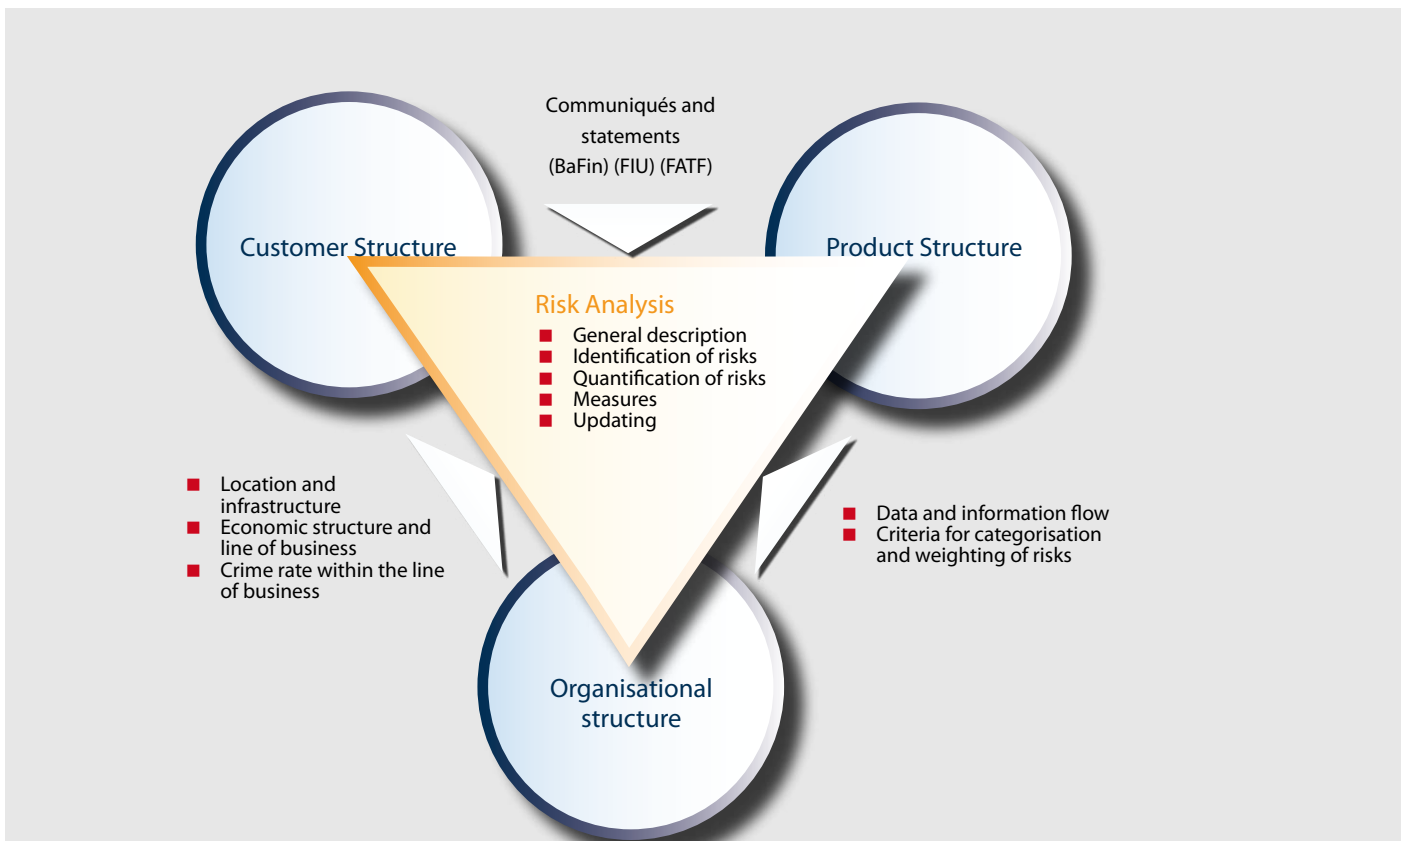 Communiqués and
statements
(BaFin) (FIU) (FATF)
Customer Structure
Product Structure
Risk Analysis
General description
Identification of risks
Quantification of risks
Measures
Updating
Location and
infrastructure
Economic structure and
line of business
Crime rate within the line
of business
Data and information flow
Criteria for categorisation
and weighting of risks
Organisational
structure